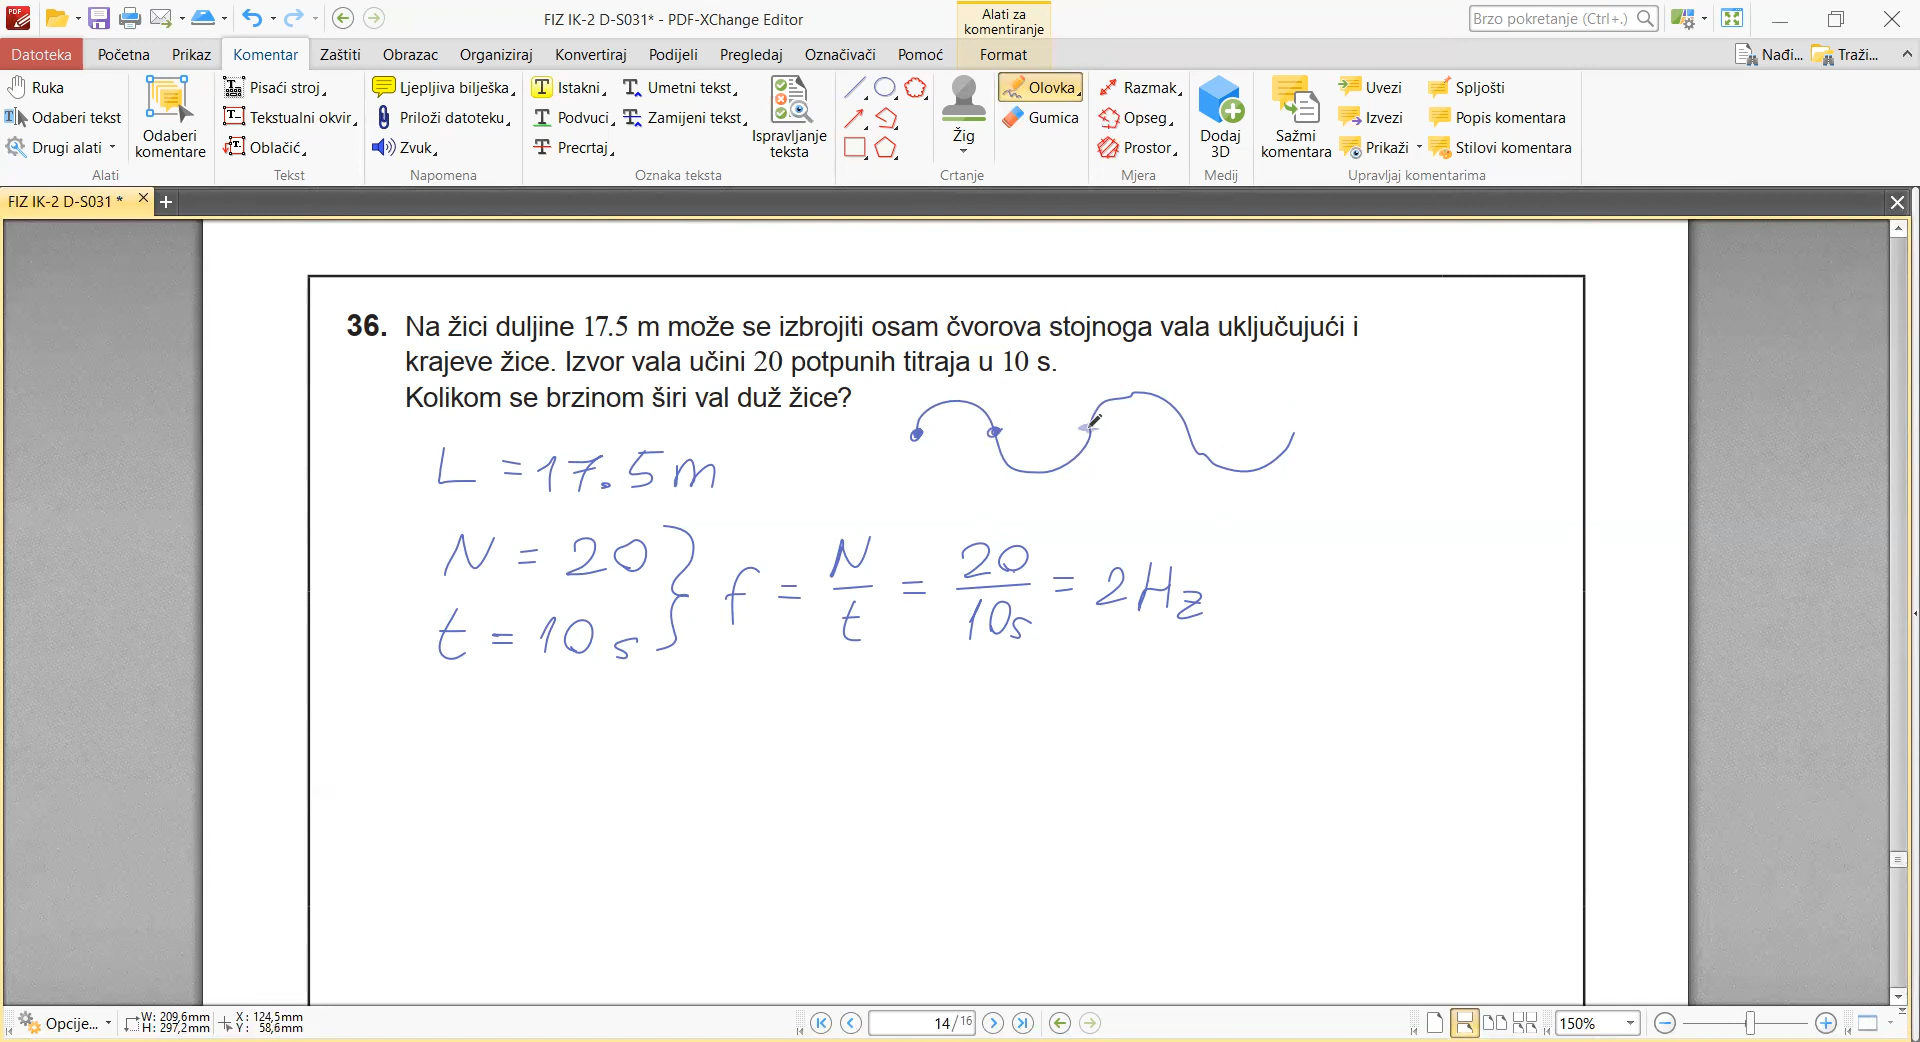 FIZ IK-2 D-S031* - PDF-XChange Editor
Alati za komentiranje
Brzo pokretanje (Ctrl+.)
Datoteka Početna Prikaz Komentar Zaštiti Obrazac Organiziraj Konvertiraj Podijeli Pregledaj Označivači Pomoć Format Nađi... Traži...
Ruka
Odaberi tekst
Drugi alati
Odaberi komentare
Alati
Pisaći stroj
Tekstualni okvir
Oblačić
Tekst
Ljepljiva bilješka
Priloži datoteku
Zvuk
Napomena
Istakni
Podvuci
Precrtaj
Umetni tekst
Zamijeni tekst
Ispravljanje teksta
Oznaka teksta
Žig
Olovka
Gumica
Crtanje
Razmak
Opseg
Prostor
Mjera
Dodaj 3D
Medij
Sažmi komentara
Uvezi
Izvezi
Prikaži
Spljošti
Popis komentara
Stilovi komentara
Upravljaj komentarima
FIZ IK-2 D-S031 *
36. Na žici duljine 17.5 m može se izbrojiti osam čvorova stojnoga vala uključujući i
krajeve žice. Izvor vala učini 20 potpunih titraja u 10 s.
Kolikom se brzinom širi val duž žice?
L = 17.5 m
N = 20
t = 10 s
f = N/t = 20/10s = 2 Hz
Opcije...
W: 209,6mm
H: 297,2mm
X: 124,5mm
Y: 58,6mm
14 / 16
150%